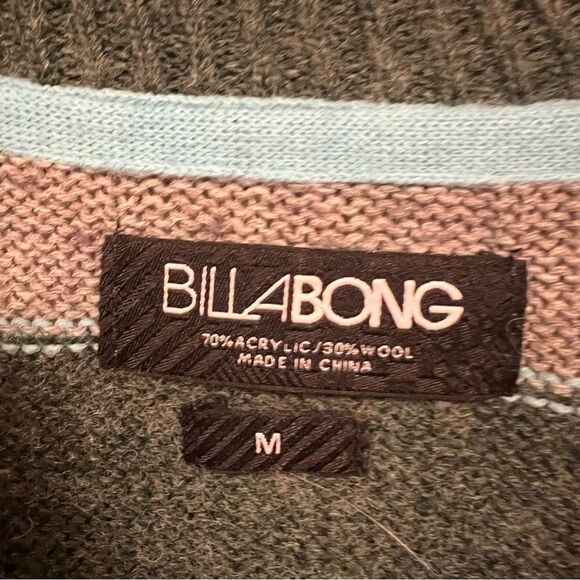 BILLABONG
70% ACRYLIC/30% WOOL
MADE IN CHINA
M